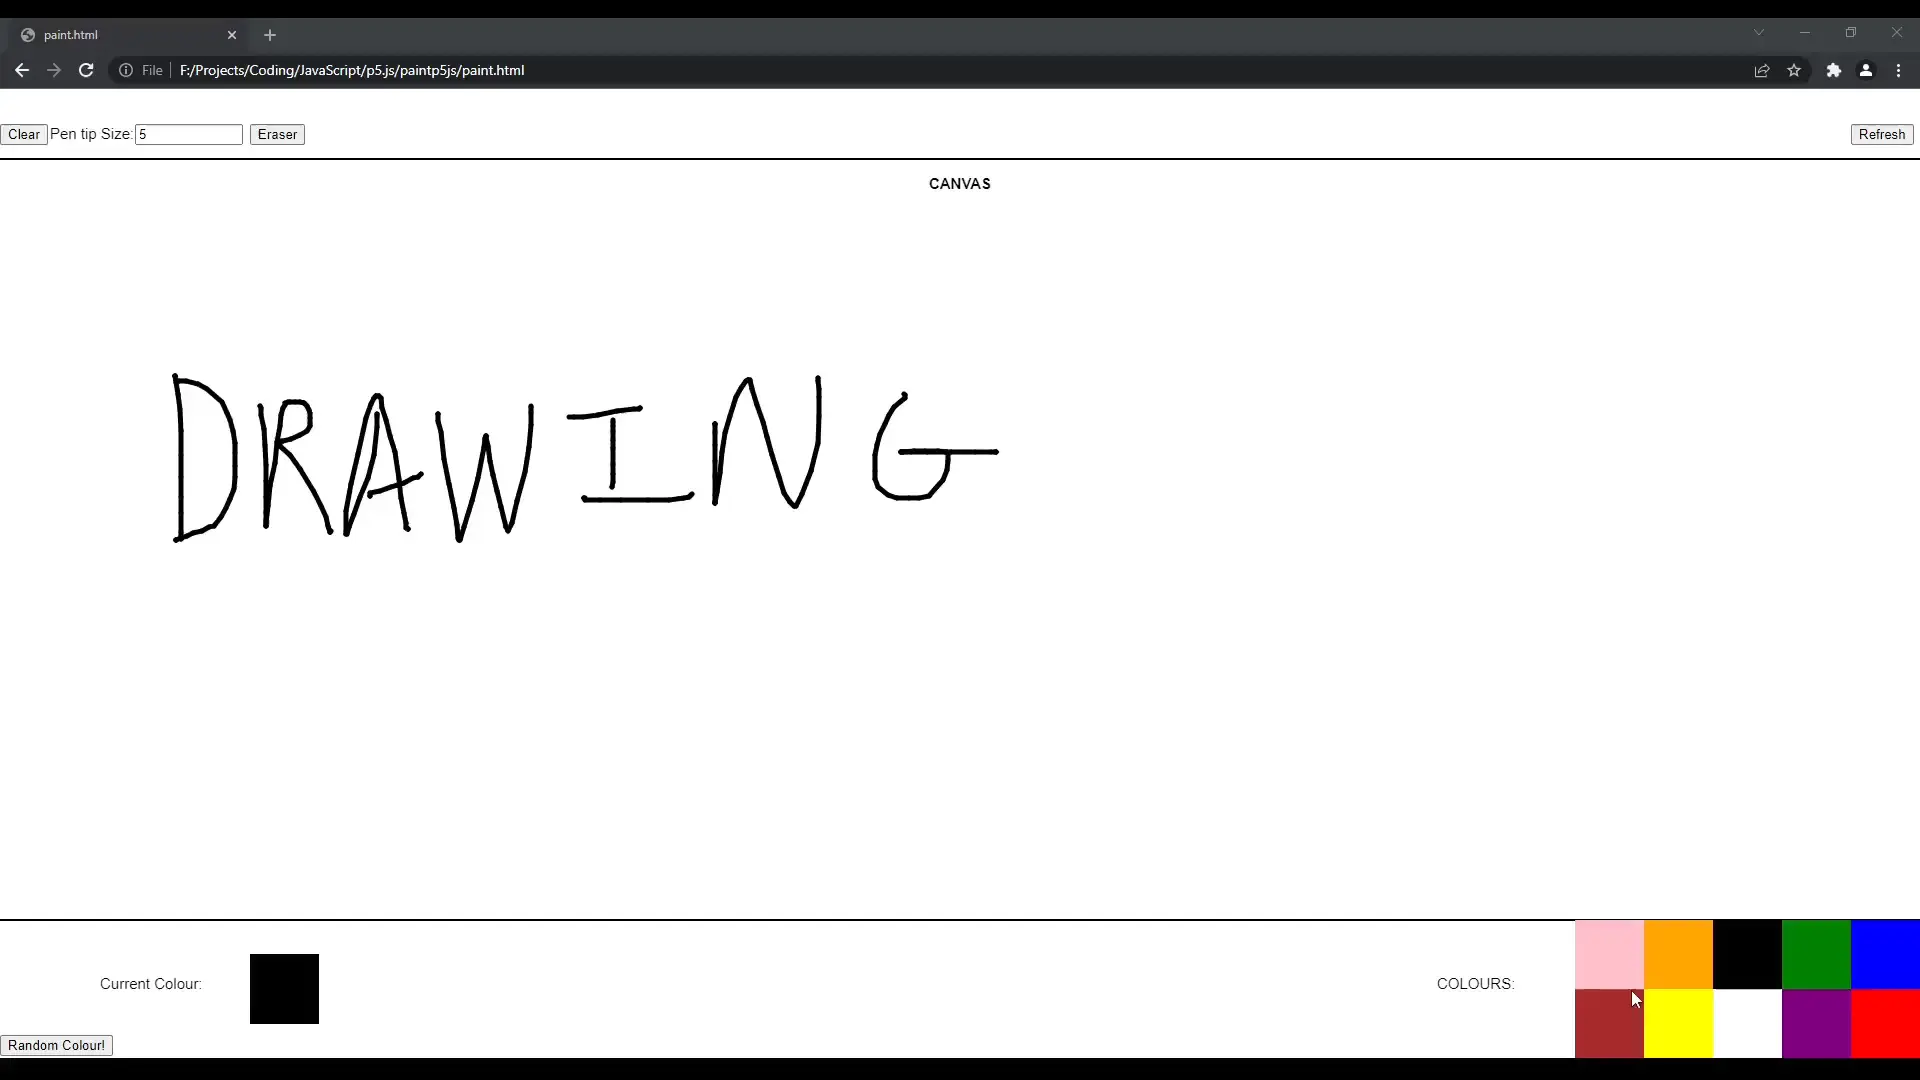 paint.html
File F:/Projects/Coding/JavaScript/p5.js/paintp5js/paint.html
Clear Pen tip Size: 5 Eraser Refresh
CANVAS
DRAWING
Current Colour: COLOURS:
Random Colour!